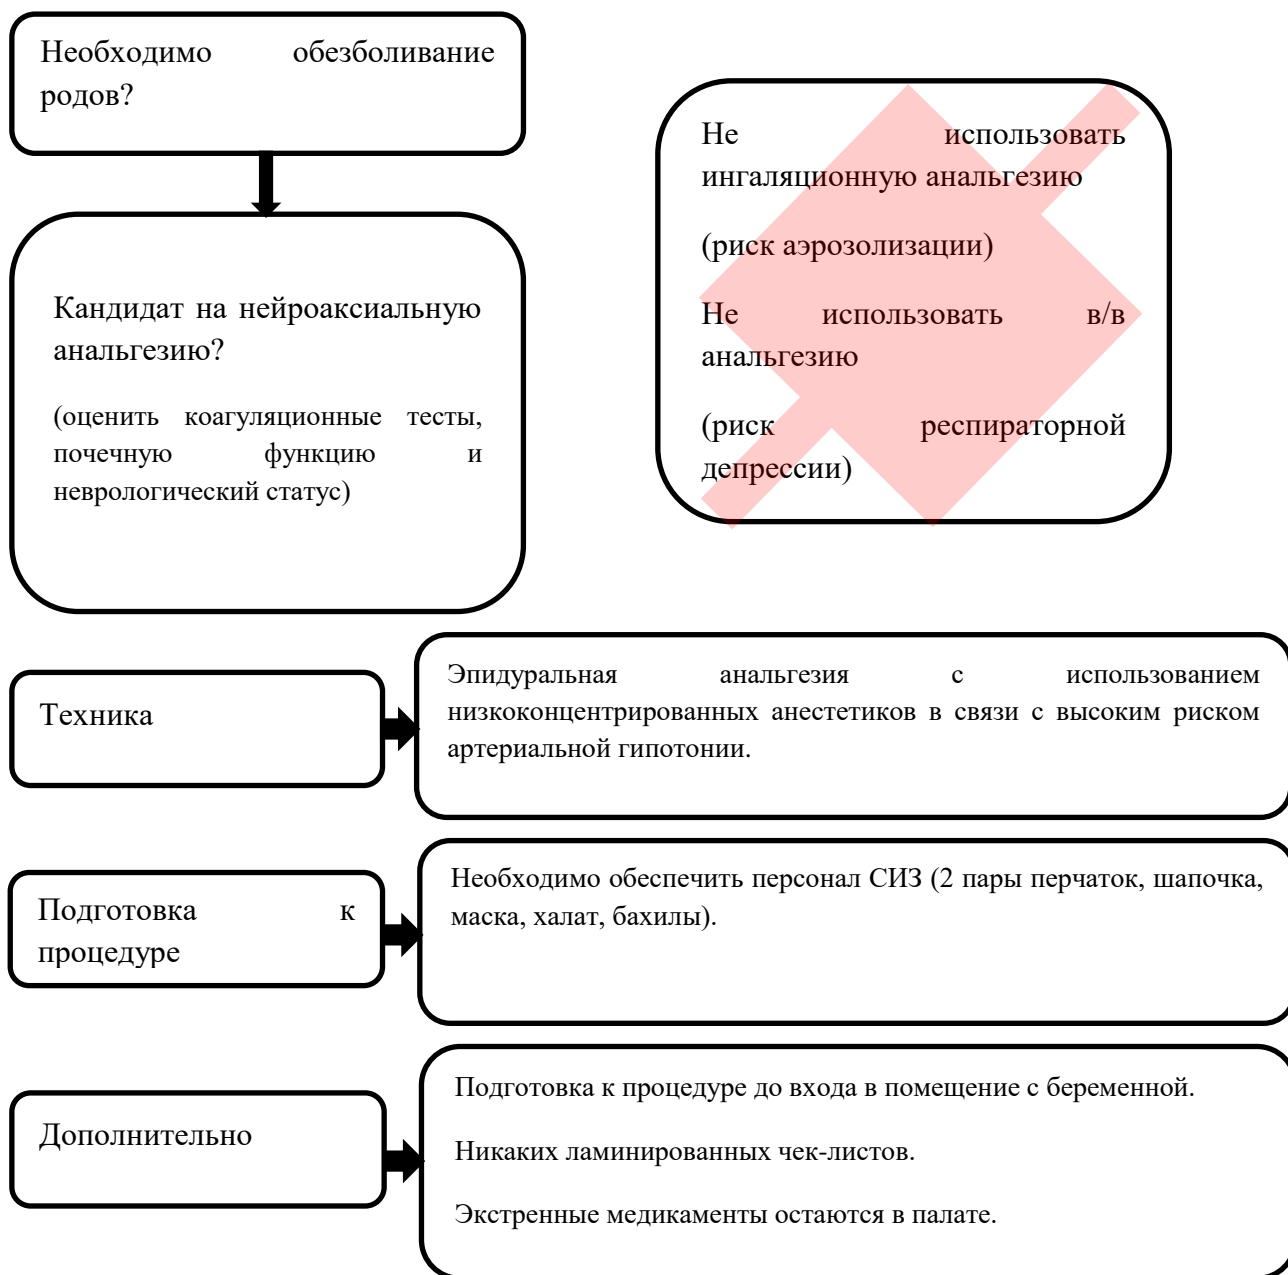 Необходимо обезболивание
родов?
Не использовать
ингаляционную анальгезию
(риск аэрозолизации)
Не использовать в/в
анальгезию
(риск респираторной
депрессии)
Кандидат на нейроаксиальную
анальгезию?
(оценить коагуляционные тесты,
почечную функцию и
неврологический статус)
Техника
Эпидуральная анальгезия с использованием
низкоконцентрированных анестетиков в связи с высоким риском
артериальной гипотонии.
Подготовка к
процедуре
Необходимо обеспечить персонал СИЗ (2 пары перчаток, шапочка,
маска, халат, бахилы).
Дополнительно
Подготовка к процедуре до входа в помещение с беременной.
Никаких ламинированных чек-листов.
Экстренные медикаменты остаются в палате.